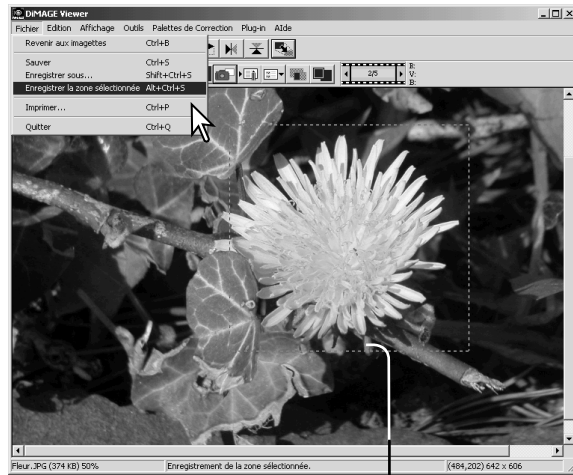 DiMAGE Viewer
Fichier Edition Affichage Outils Palettes de Correction Plug-in AIde
Revenir aux imagettes Ctrl+B
Sauver Ctrl+S
Enregistrer sous... Shift+Ctrl+S
Enregistrer la zone sélectionnée Alt+Ctrl+S
Imprimer... Ctrl+P
Quitter Ctrl+Q
2/5
R:
V:
B:
Fleur.JPG (374 KB) 50% Enregistrement de la zone sélectionnée. (484,202) 642 x 606